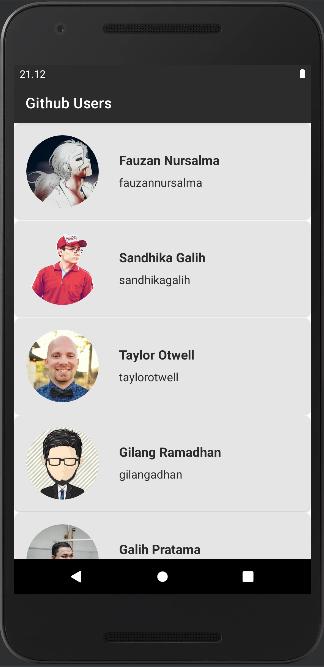 21.12
Github Users
Fauzan Nursalma
fauzannursalma
Sandhika Galih
sandhikagalih
Taylor Otwell
taylorotwell
Gilang Ramadhan
gilangadhan
Galih Pratama